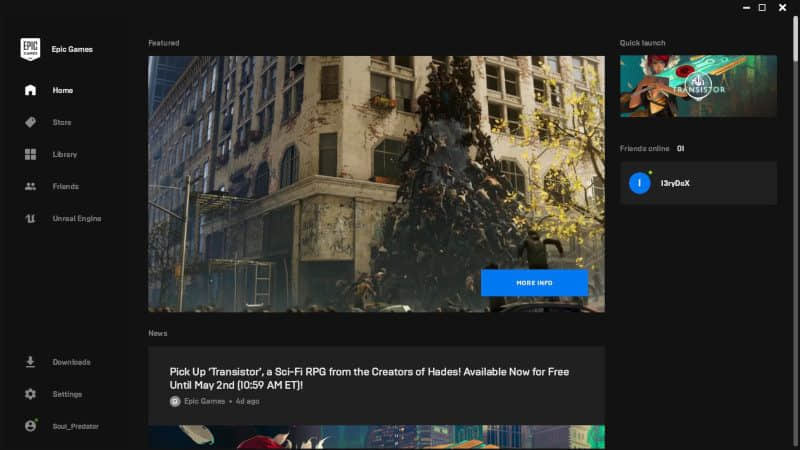 EPIC
GAMES
Epic Games
Home
Store
Library
Friends
Unreal Engine
Downloads
Settings
Soul_Predator
Featured
MORE INFO
News
Pick Up 'Transistor', a Sci-Fi RPG from the Creators of Hades! Available Now for Free
Until May 2nd (10:59 AM ET)!
Epic Games • 4d ago
Quick launch
TRANSISTOR
Friends online 01
I
I3ryDsX